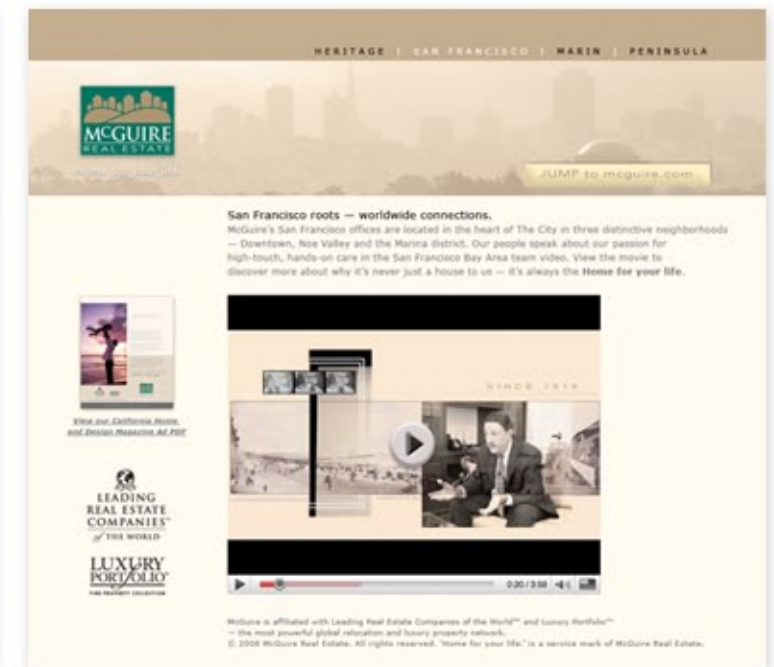 HERITAGE | SAN FRANCISCO | MARIN | PENINSULA
McGUIRE
REAL ESTATE
JUMP to mcguire.com
San Francisco roots — worldwide connections.
McGuire's San Francisco offices are located in the heart of The City in three distinctive neighborhoods
— Downtown, Noe Valley and the Marina district. Our people speak about our passion for
high-touch, hands-on care in the San Francisco Bay Area team video. View the movie to
discover more about why it's never just a house to us — it's always the Home for your life.
View our California Home
and Design Magazine Ad PDF
SINCE 1919
LEADING
REAL ESTATE
COMPANIES™
of THE WORLD
LUXURY
PORTfOLIO™
FINE PROPERTY COLLECTION
0:20 / 3:58
McGuire is affiliated with Leading Real Estate Companies of the World™ and Luxury Portfolio™
— the most powerful global relocation and luxury property network.
© 2008 McGuire Real Estate. All rights reserved. 'Home for your life.' is a service mark of McGuire Real Estate.